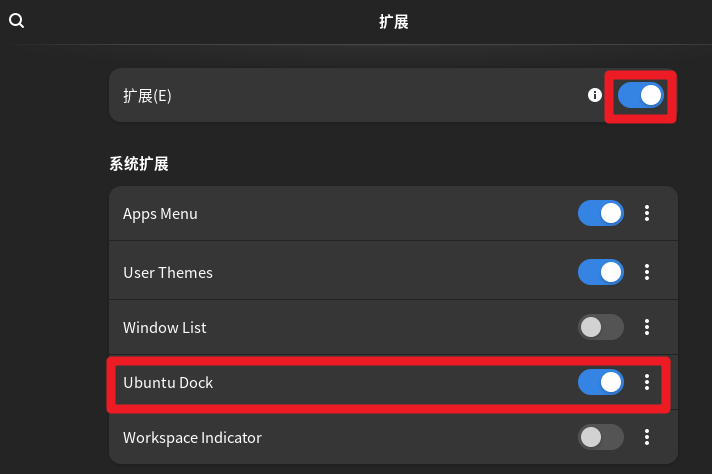 扩展
扩展(E)
系统扩展
Apps Menu
User Themes
Window List
Ubuntu Dock
Workspace Indicator